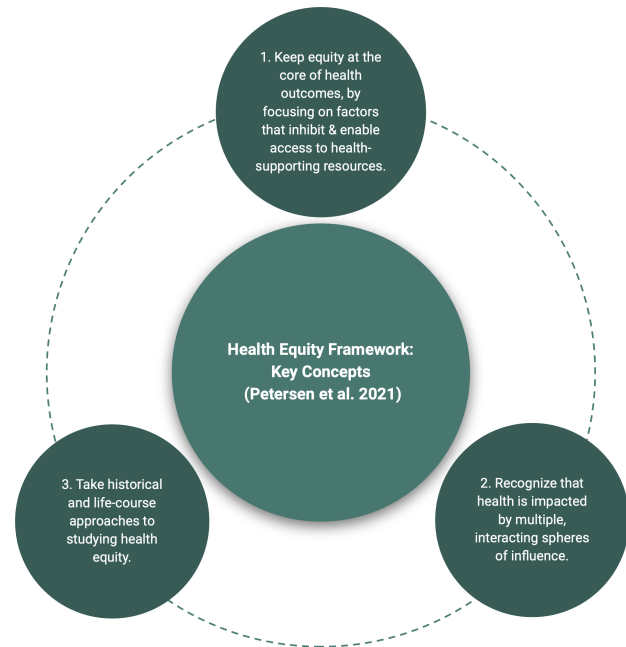 1. Keep equity at the
core of health
outcomes, by
focusing on factors
that inhibit & enable
access to health-
supporting resources.
Health Equity Framework:
Key Concepts
(Petersen et al. 2021)
2. Recognize that
health is impacted
by multiple,
interacting spheres
of influence.
3. Take historical
and life-course
approaches to
studying health
equity.